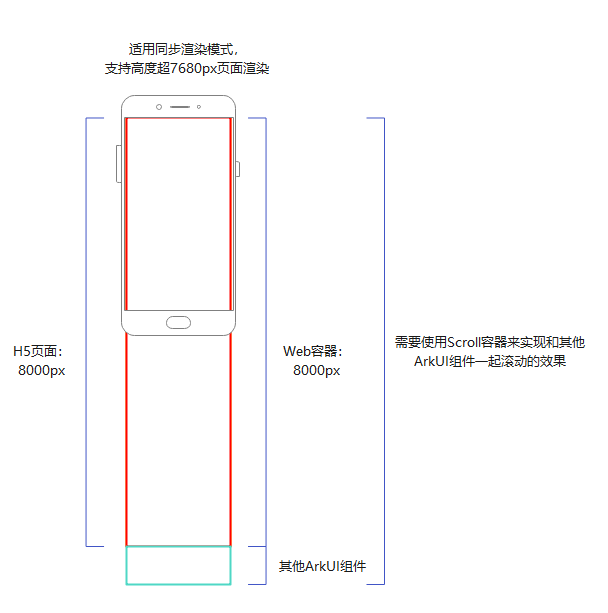 适用同步渲染模式，
支持高度超7680px页面渲染
H5页面：
8000px
Web容器：
8000px
需要使用Scroll容器来实现和其他
ArkUI组件一起滚动的效果
其他ArkUI组件